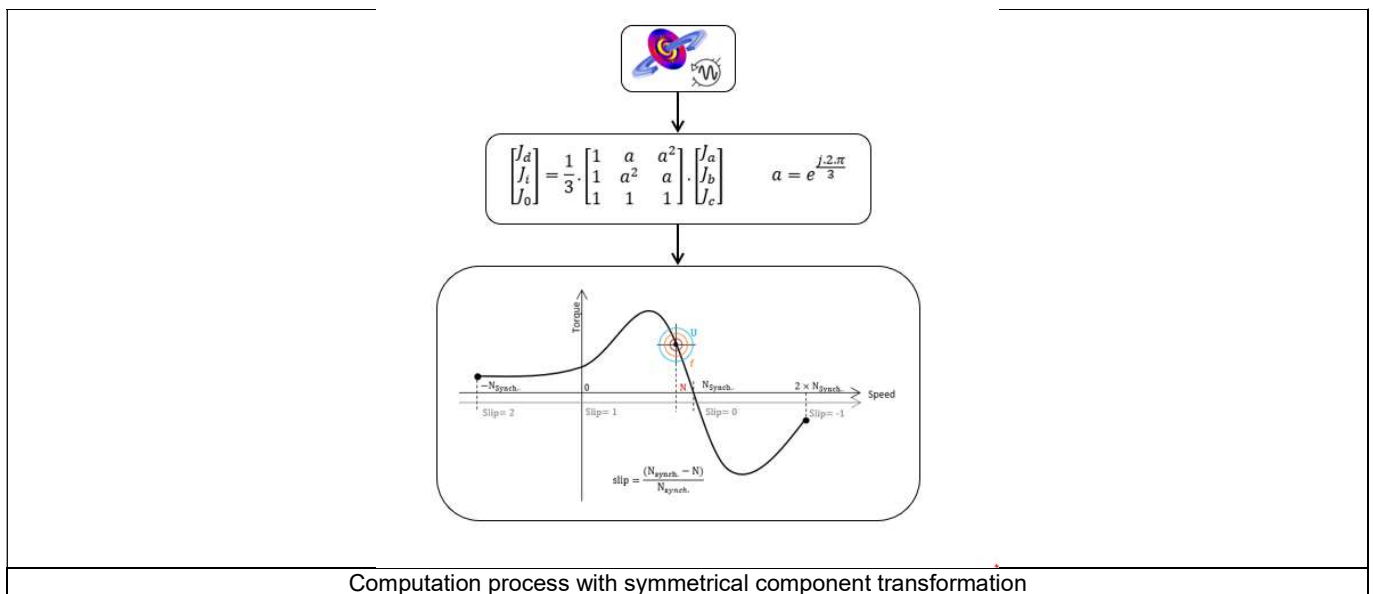 [J_d J_i J_0] = 1/3 . [1 a a² 1 a² a 1 1 1] . [J_a J_b J_c] a = e^(j.2.π/3)
Torque
U
f
−N_Synch. 0 N N_Synch. 2 × N_Synch. Speed
Slip= 2 Slip= 1 Slip= 0 Slip= -1
slip = (N_synch. − N) / N_synch.
Computation process with symmetrical component transformation